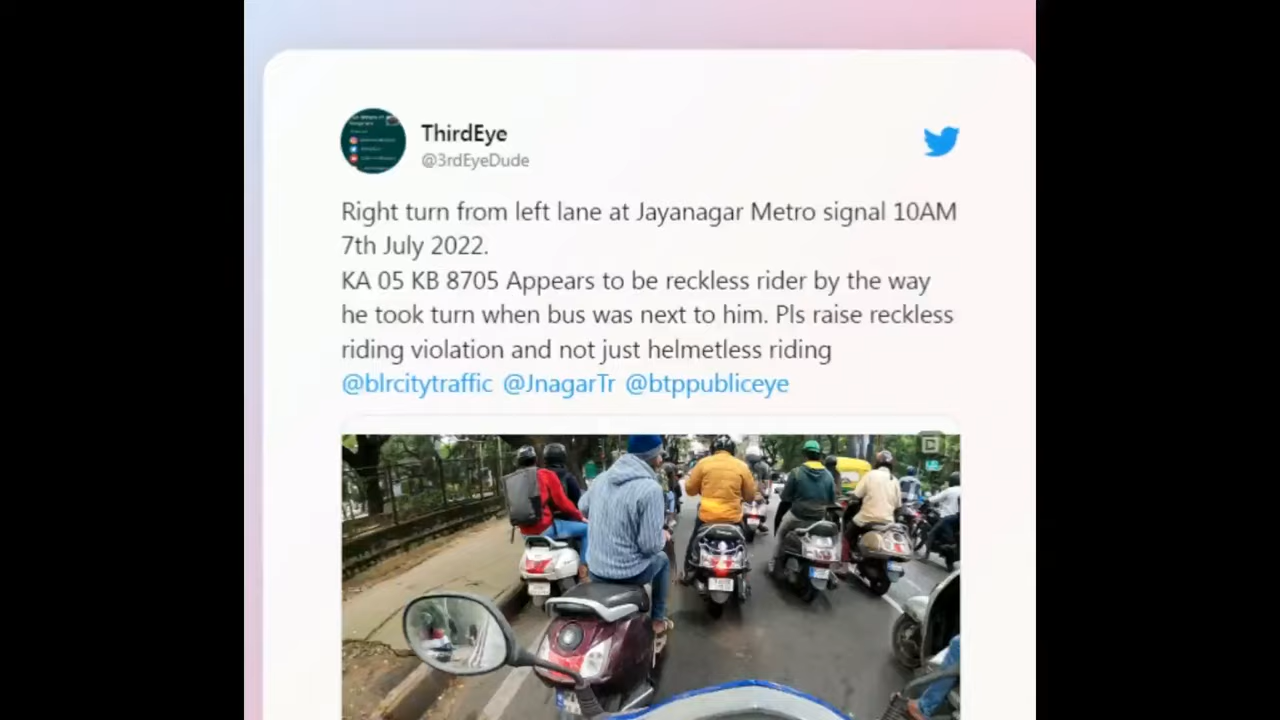 ThirdEye
@3rdEyeDude
Right turn from left lane at Jayanagar Metro signal 10AM
7th July 2022.
KA 05 KB 8705 Appears to be reckless rider by the way
he took turn when bus was next to him. Pls raise reckless
riding violation and not just helmetless riding
@blrcitytraffic @JnagarTr @btppubliceye